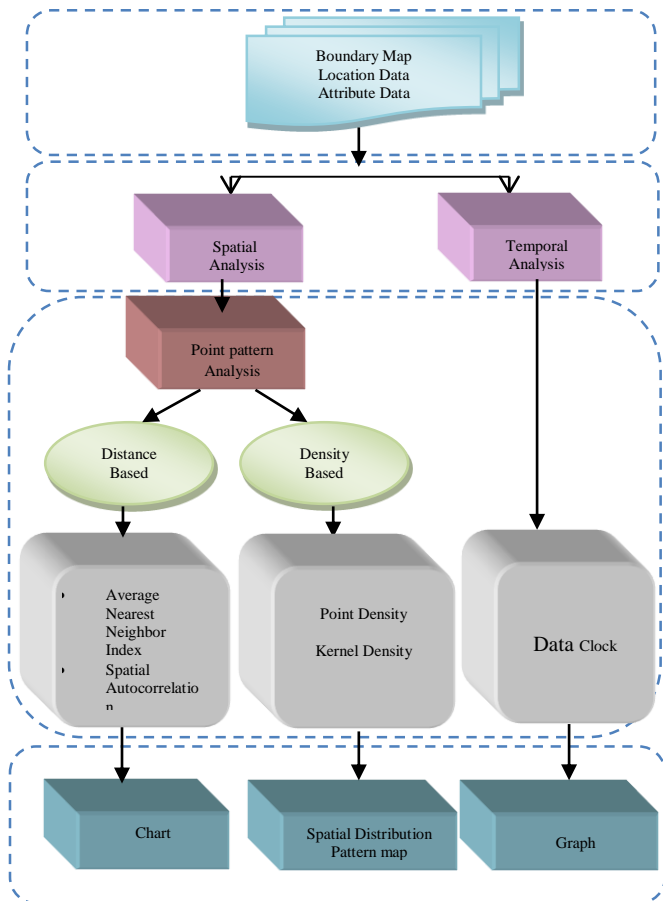 Boundary Map
Location Data
Attribute Data
Spatial
Analysis
Temporal
Analysis
Point pattern
Analysis
Distance
Based
Density
Based
• Average
Nearest
Neighbor
Index
• Spatial
Autocorrelatio
n
Point Density
Kernel Density
Data Clock
Chart
Spatial Distribution
Pattern map
Graph